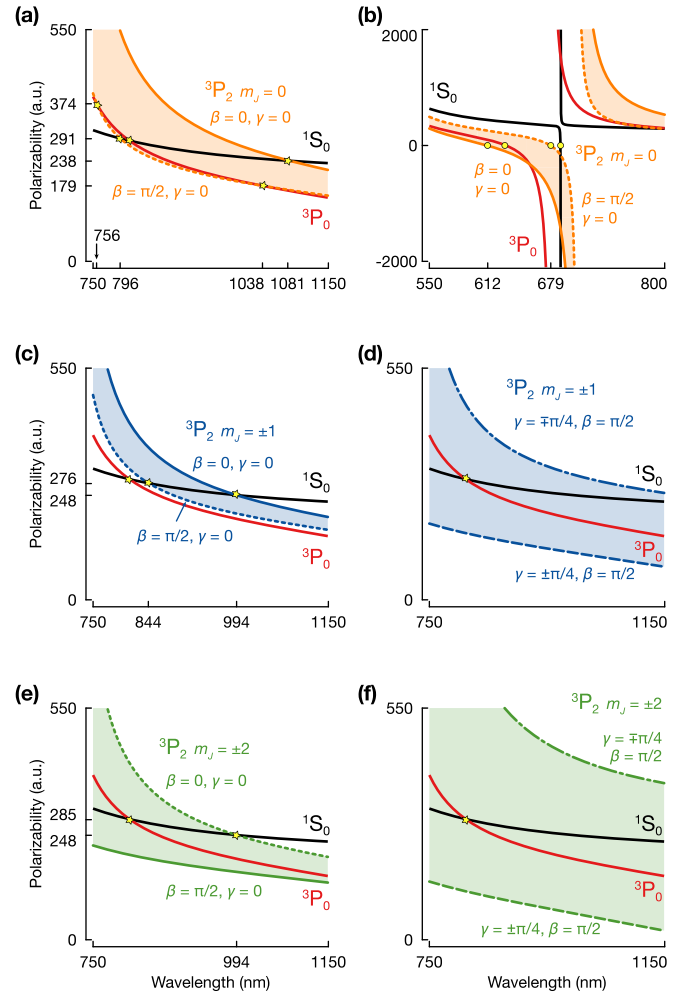 (a)
550
374
291
238
179
0
Polarizability (a.u.)
³P₂ m_J = 0
β = 0, γ = 0
¹S₀
β = π/2, γ = 0
³P₀
756
750 796 1038 1081 1150
(b)
2000
0
-2000
¹S₀
³P₂ m_J = 0
β = 0
γ = 0
β = π/2
γ = 0
³P₀
550 612 679 800
(c)
550
276
248
0
Polarizability (a.u.)
³P₂ m_J = ±1
β = 0, γ = 0
¹S₀
β = π/2, γ = 0
³P₀
750 844 994 1150
(d)
550
0
³P₂ m_J = ±1
γ = ∓π/4, β = π/2
¹S₀
³P₀
γ = ±π/4, β = π/2
750 1150
(e)
550
285
248
0
Polarizability (a.u.)
³P₂ m_J = ±2
β = 0, γ = 0
¹S₀
β = π/2, γ = 0
³P₀
750 994 1150
Wavelength (nm)
(f)
550
0
³P₂ m_J = ±2
γ = ∓π/4
β = π/2
¹S₀
³P₀
γ = ±π/4, β = π/2
750 1150
Wavelength (nm)